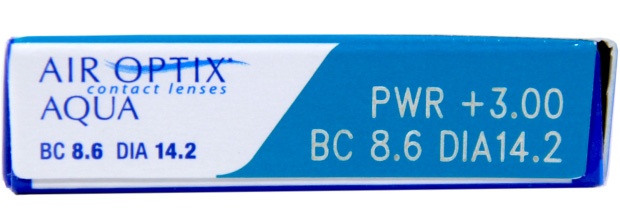 AIR OPTIX
contact lenses
AQUA
BC 8.6 DIA 14.2
PWR +3.00
BC 8.6 DIA14.2